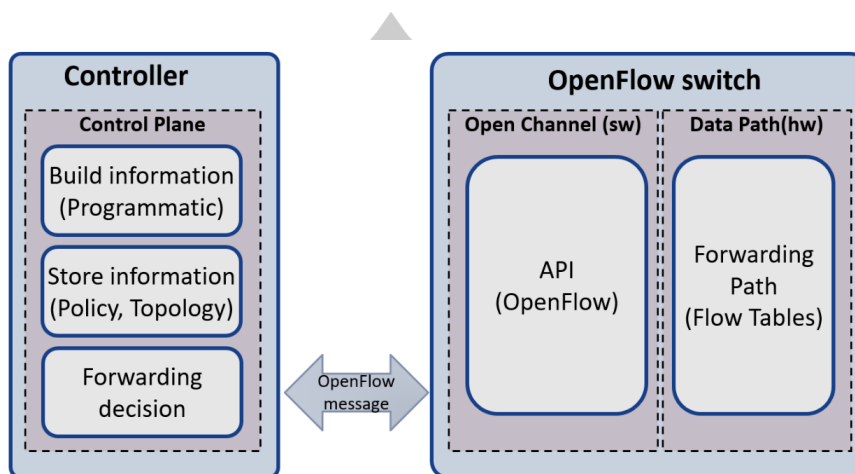 Controller
Control Plane
Build information
(Programmatic)
Store information
(Policy, Topology)
Forwarding
decision
OpenFlow
message
OpenFlow switch
Open Channel (sw)
API
(OpenFlow)
Data Path(hw)
Forwarding
Path
(Flow Tables)